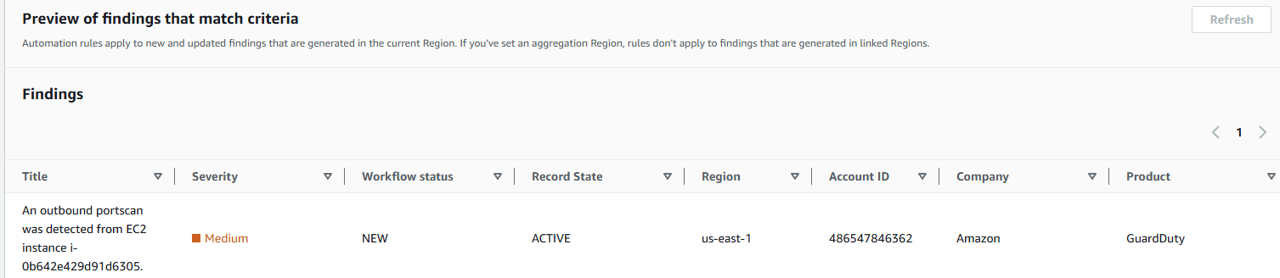 Preview of findings that match criteria
Refresh
Automation rules apply to new and updated findings that are generated in the current Region. If you've set an aggregation Region, rules don't apply to findings that are generated in linked Regions.
Findings
1
Title Severity Workflow status Record State Region Account ID Company Product
An outbound portscan
was detected from EC2
instance i-
0b642e429d91d6305.
Medium NEW ACTIVE us-east-1 486547846362 Amazon GuardDuty